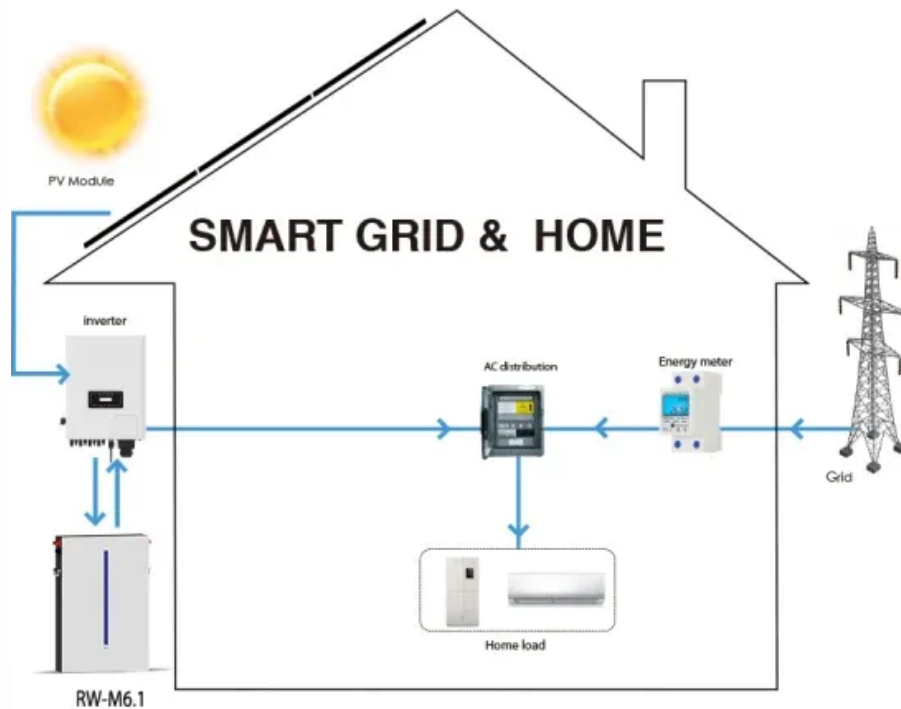 PV Module
SMART GRID & HOME
inverter
AC distribution
Energy meter
Grid
Home load
RW-M6.1